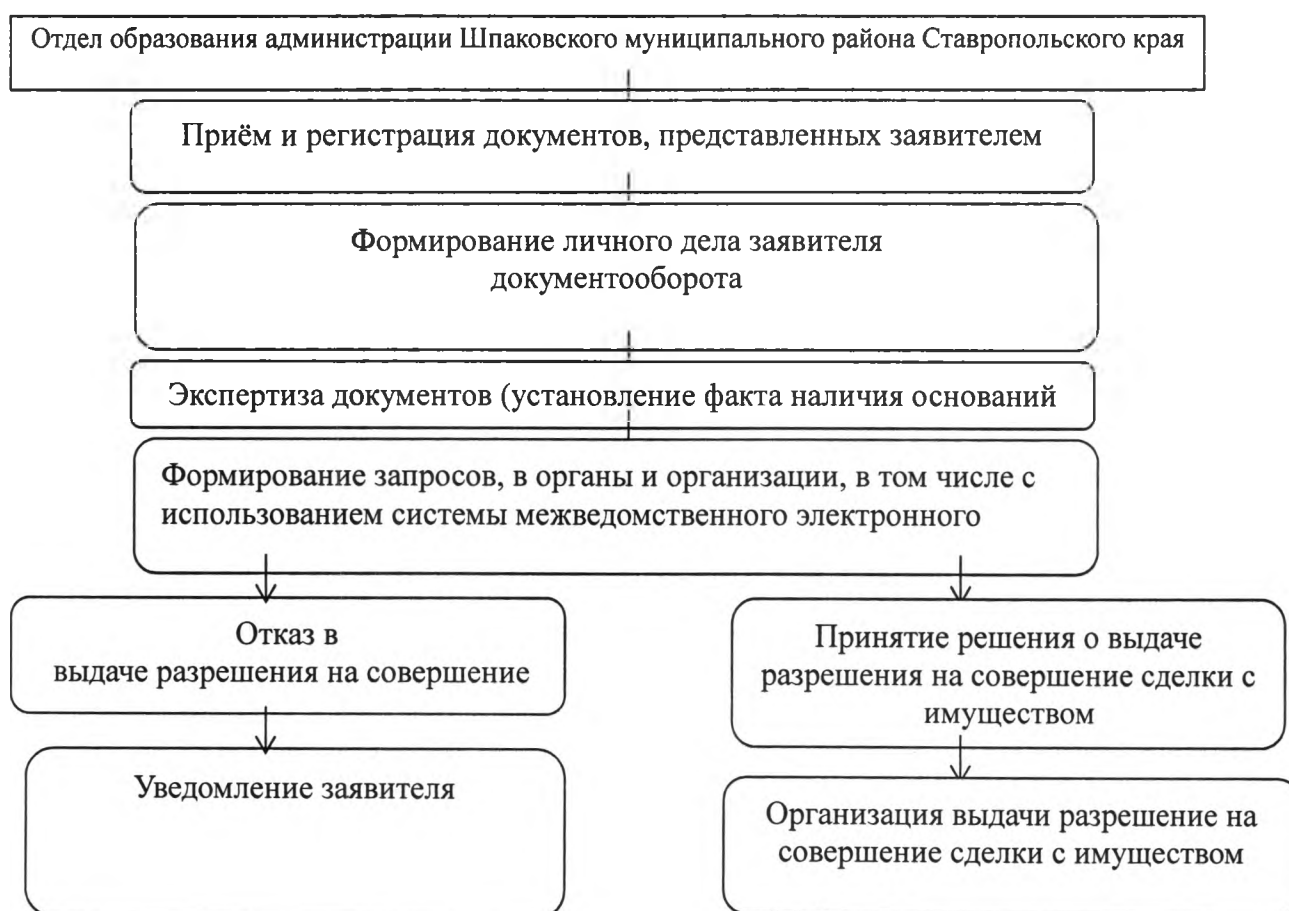 Отдел образования администрации Шпаковского муниципального района Ставропольского края
Приём и регистрация документов, представленных заявителем
Формирование личного дела заявителя
документооборота
Экспертиза документов (установление факта наличия оснований
Формирование запросов, в органы и организации, в том числе с
использованием системы межведомственного электронного
Отказ в
выдаче разрешения на совершение
Принятие решения о выдаче
разрешения на совершение сделки с
имуществом
Уведомление заявителя
Организация выдачи разрешение на
совершение сделки с имуществом